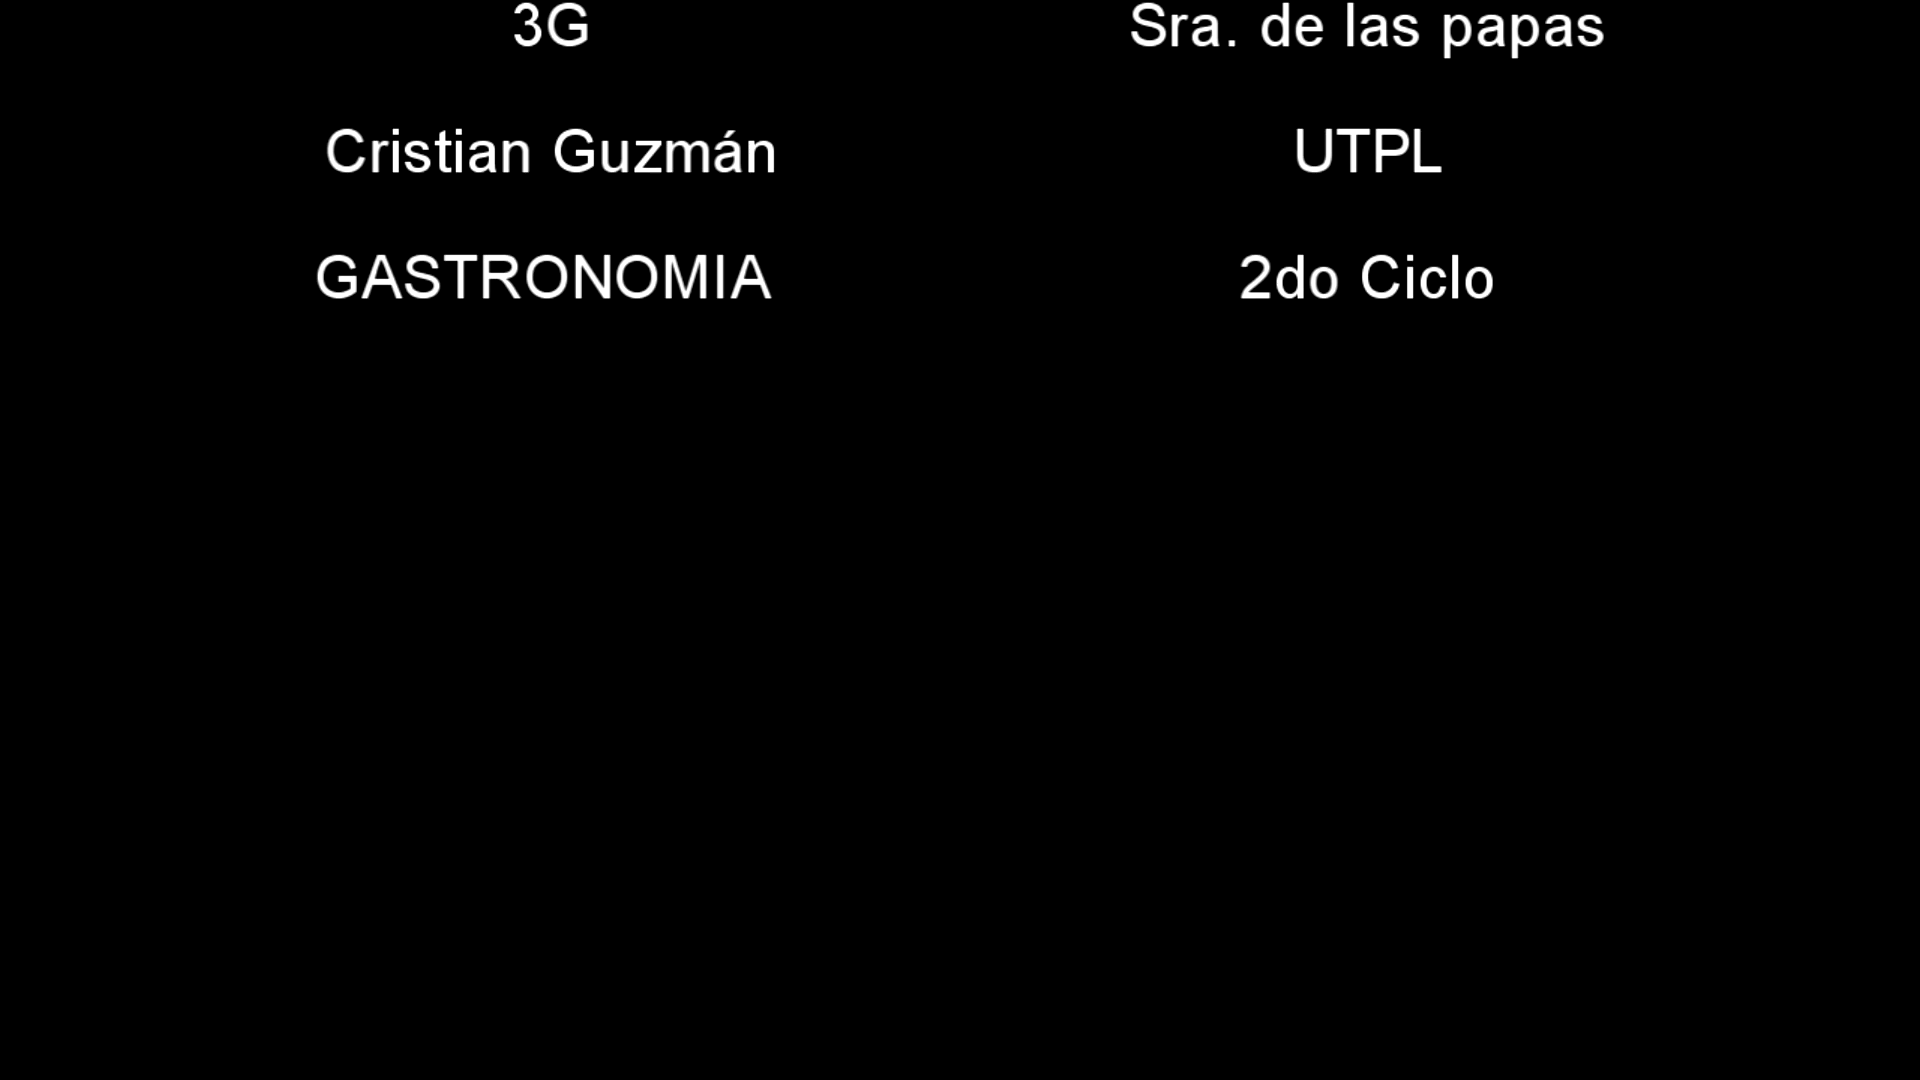 3G Sra. de las papas
Cristian Guzmán UTPL
GASTRONOMIA 2do Ciclo